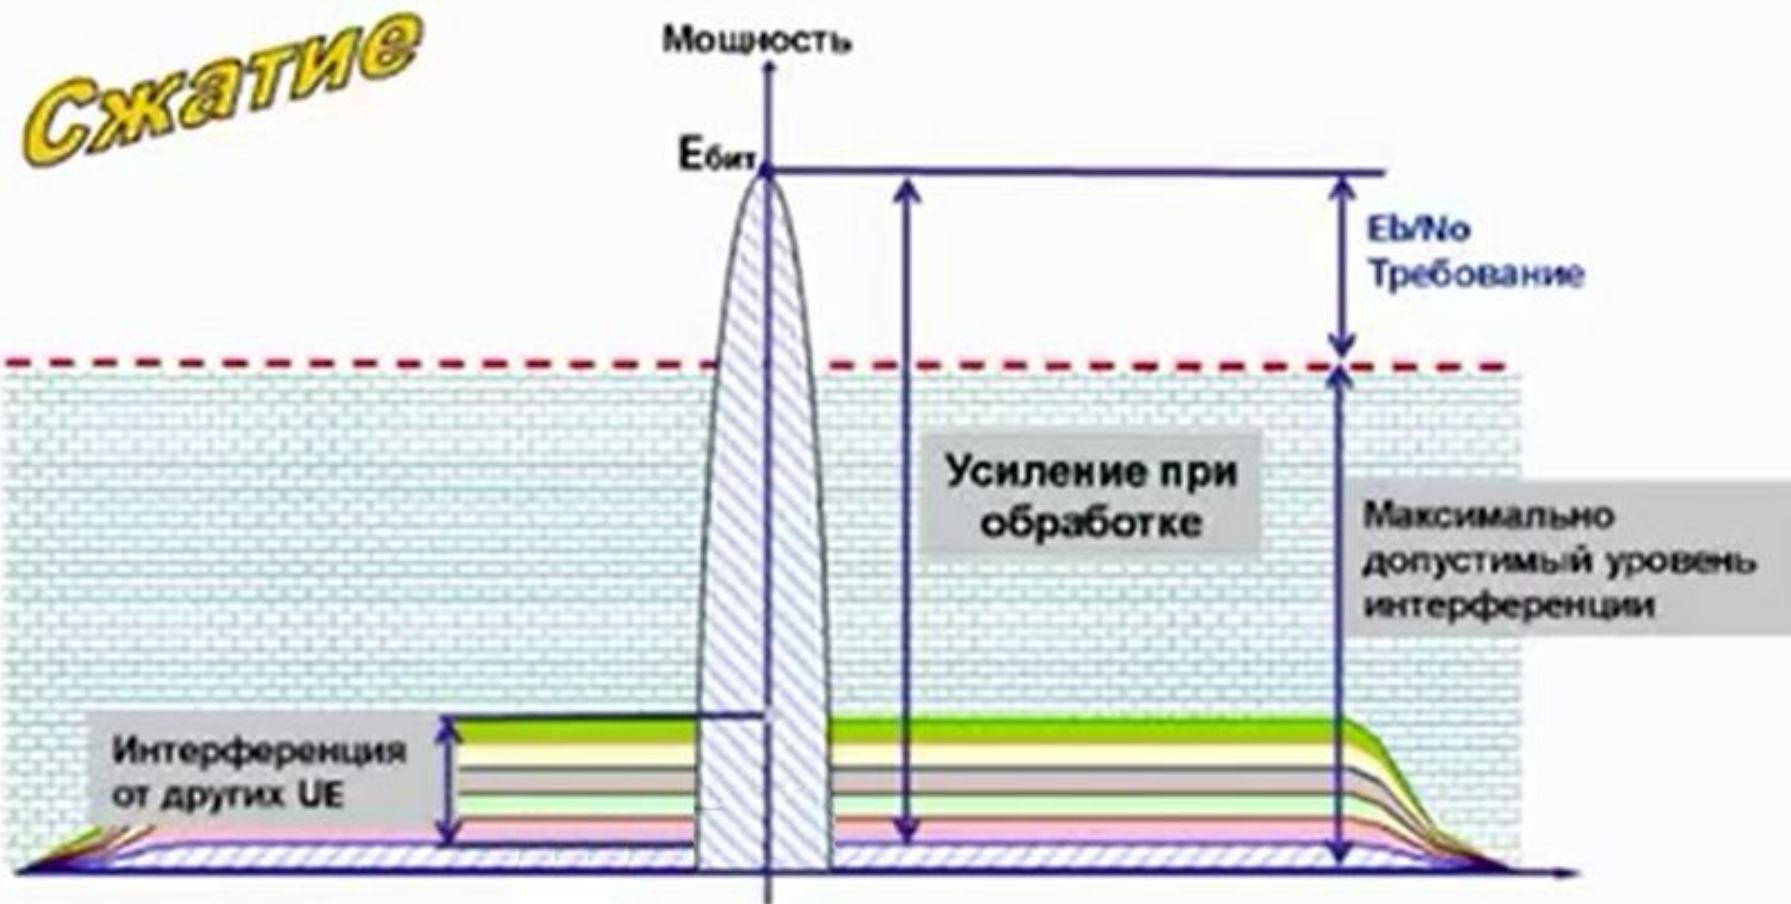 Сжатие
Мощность
Eбит
Eb/No
Требование
Усиление при
обработке
Максимально
допустимый уровень
интерференции
Интерференция
от других UE